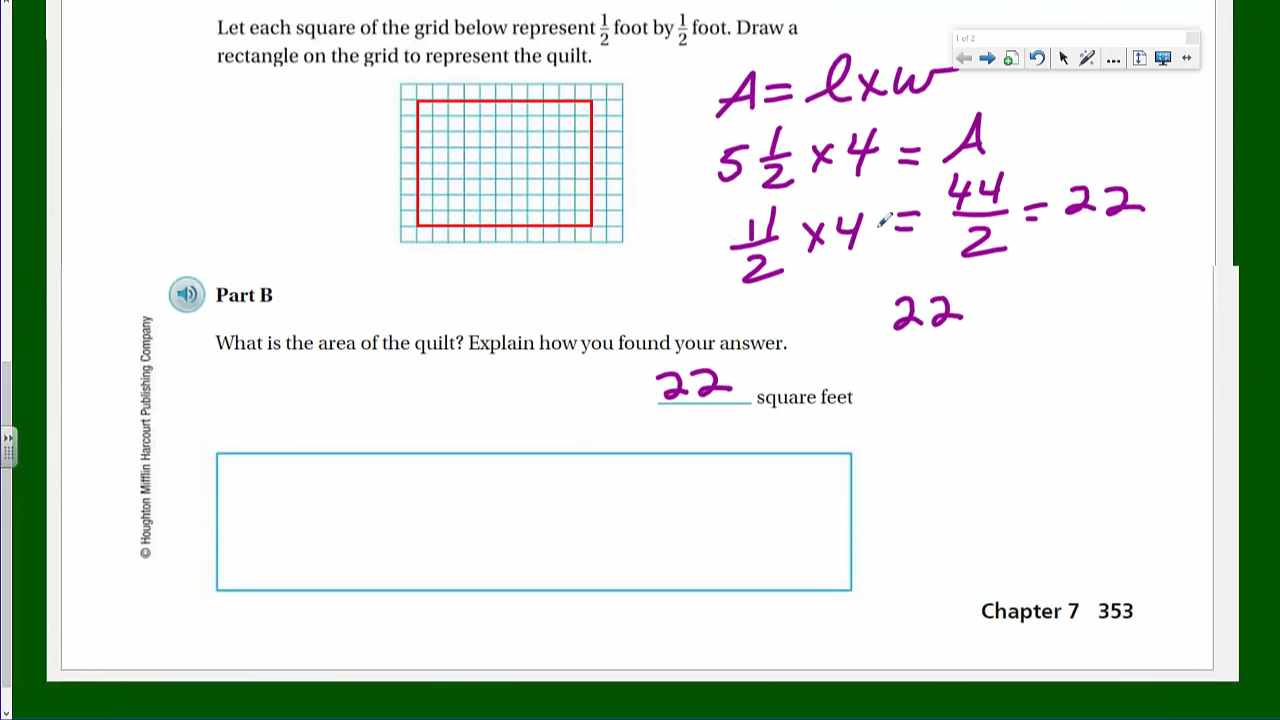 Let each square of the grid below represent 1/2 foot by 1/2 foot. Draw a
rectangle on the grid to represent the quilt.
1 of 2
A = l x w
5 1/2 x 4 = A
11/2 x 4 = 44/2 = 22
22
Part B
What is the area of the quilt? Explain how you found your answer.
22 square feet
© Houghton Mifflin Harcourt Publishing Company
Chapter 7 353